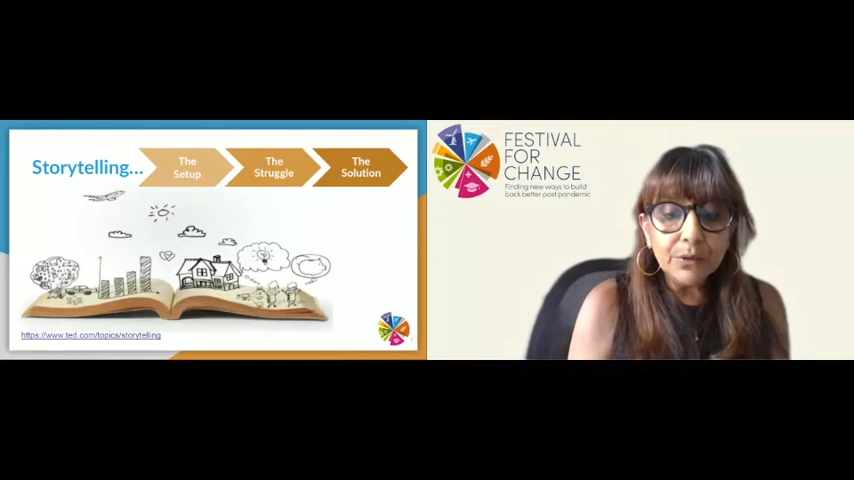 Storytelling...
The
Setup
The
Struggle
The
Solution
https://www.ted.com/topics/storytelling
FESTIVAL
FOR
CHANGE
Finding new ways to build
back better post pandemic